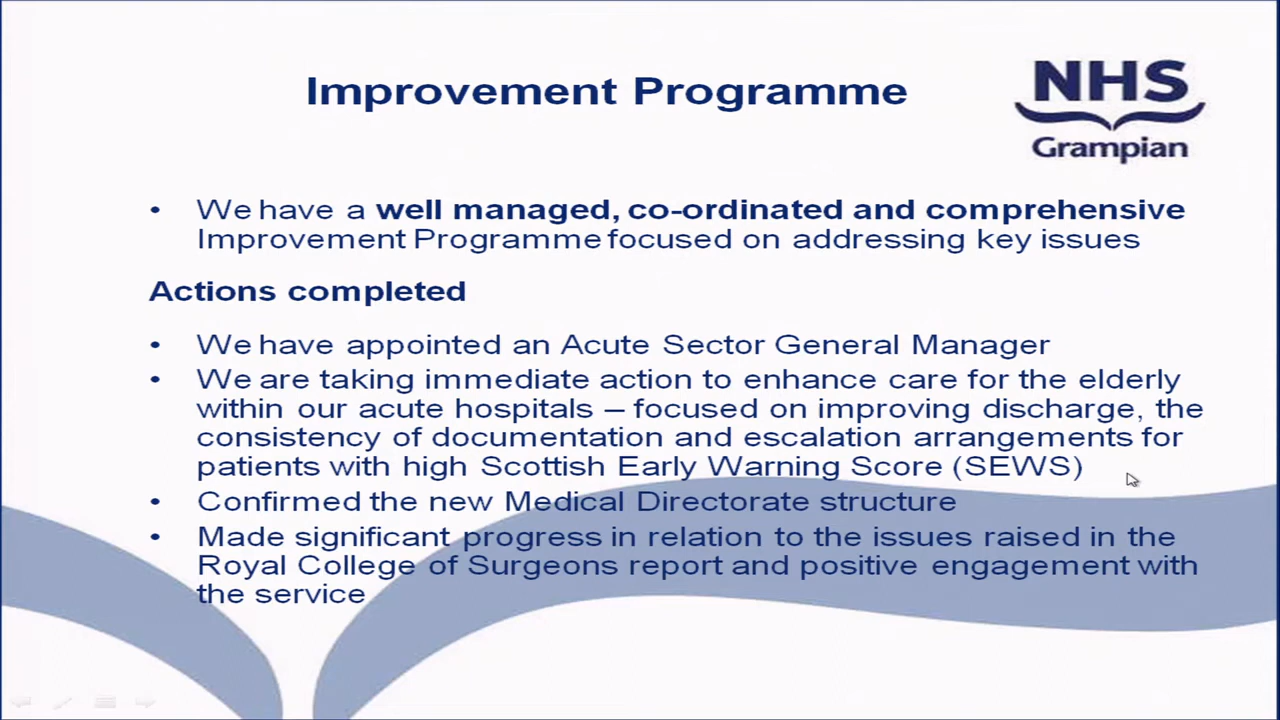 Improvement Programme
NHS
Grampian
• We have a well managed, co-ordinated and comprehensive
Improvement Programme focused on addressing key issues
Actions completed
• We have appointed an Acute Sector General Manager
• We are taking immediate action to enhance care for the elderly
within our acute hospitals – focused on improving discharge, the
consistency of documentation and escalation arrangements for
patients with high Scottish Early Warning Score (SEWS)
• Confirmed the new Medical Directorate structure
• Made significant progress in relation to the issues raised in the
Royal College of Surgeons report and positive engagement with
the service